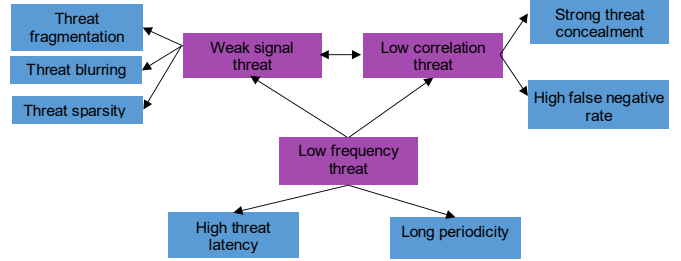 Threat
fragmentation
Threat blurring
Threat sparsity
Weak signal
threat
Low correlation
threat
Strong threat
concealment
High false negative
rate
Low frequency
threat
High threat
latency
Long periodicity